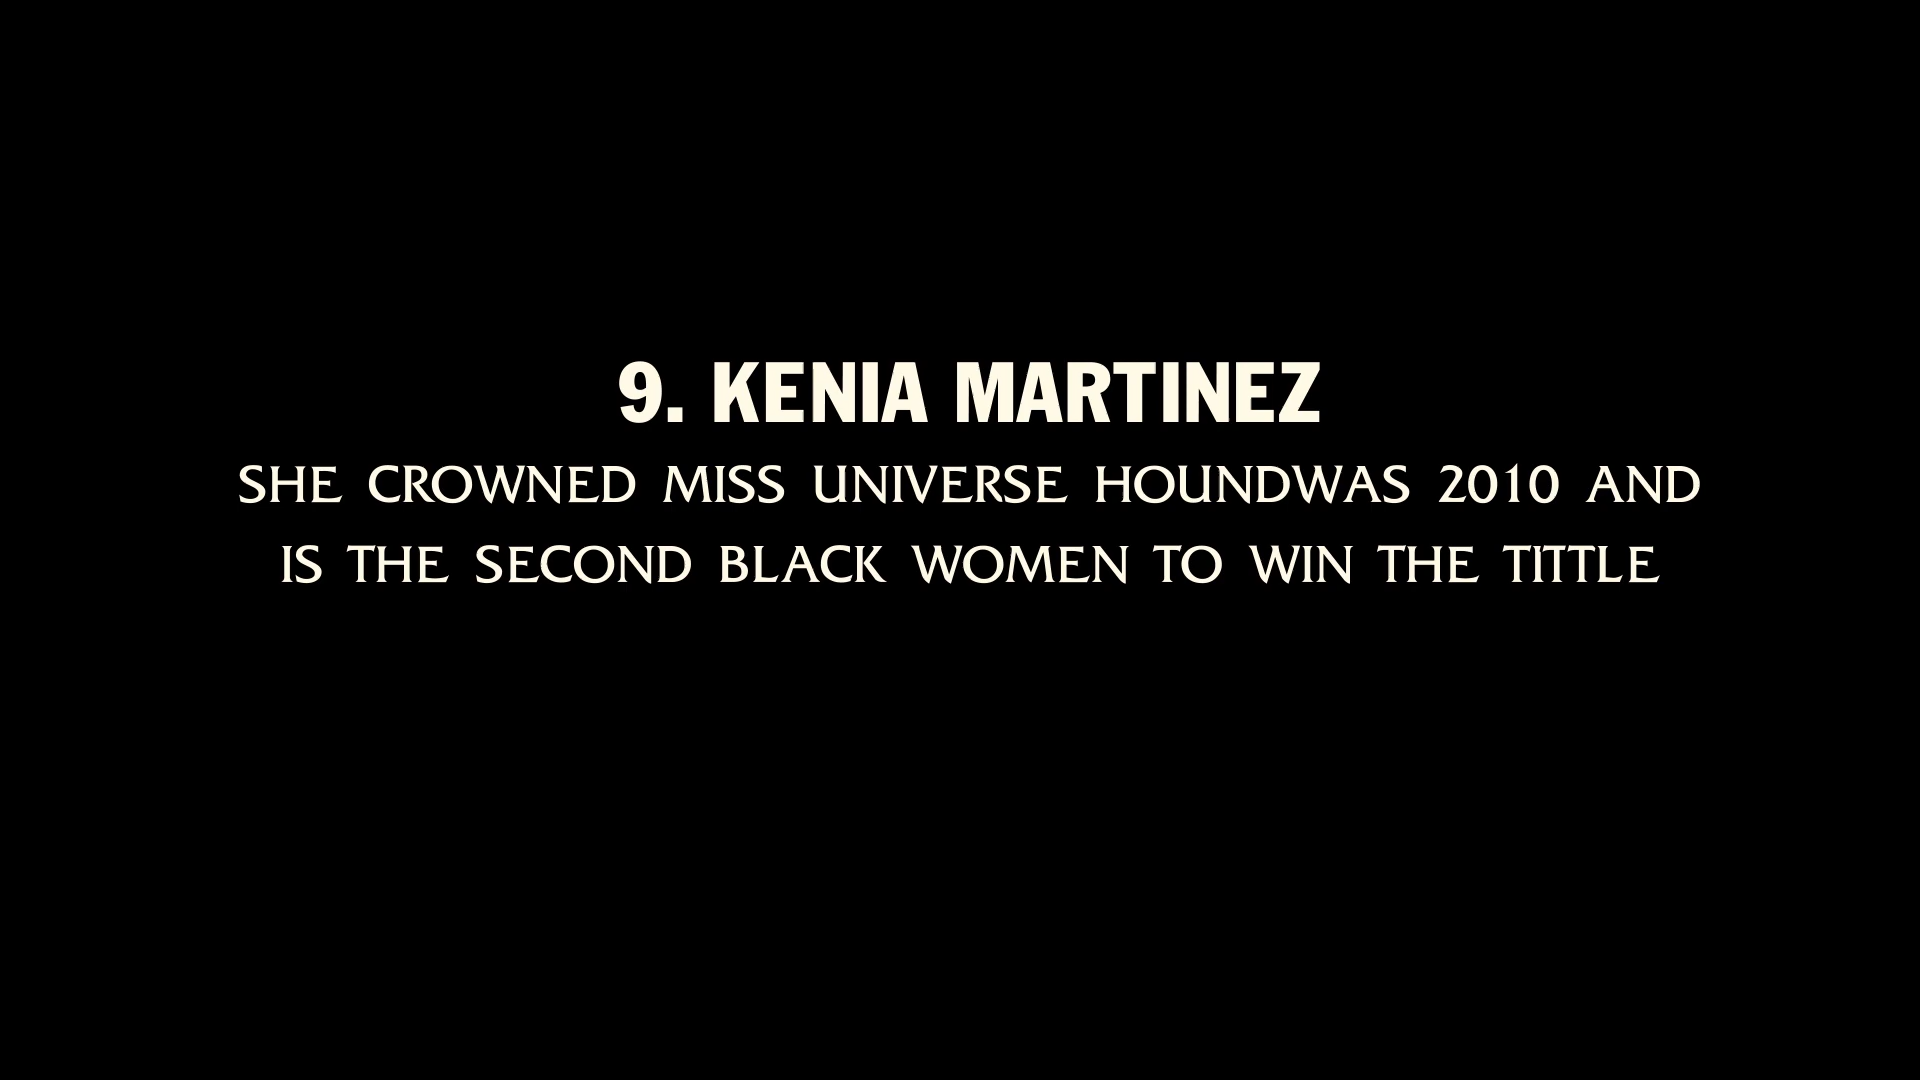 9. KENIA MARTINEZ
SHE CROWNED MISS UNIVERSE HOUNDWAS 2010 AND
IS THE SECOND BLACK WOMEN TO WIN THE TITTLE